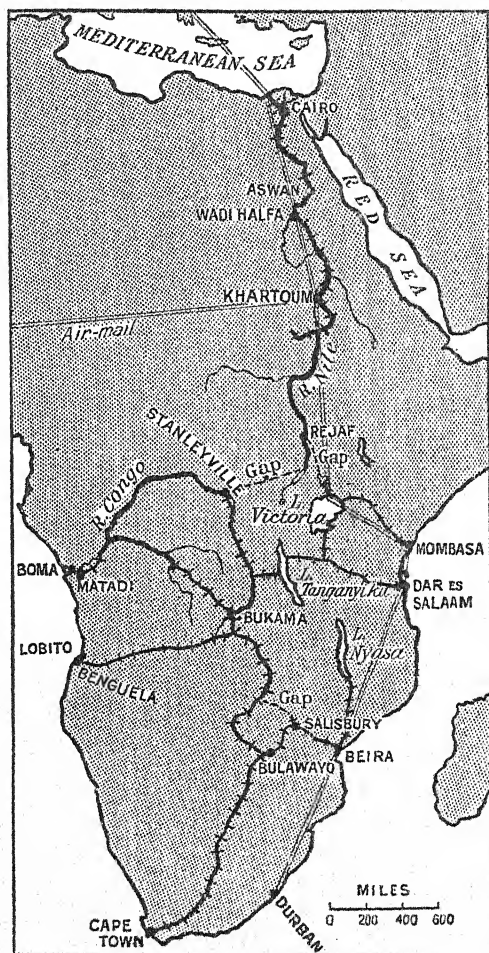 MEDITERRANEAN SEA
CAIRO
RED SEA
ASWAN
WADI HALFA
KHARTOUM
Air-mail
R. Nile
STANLEYVILLE
REJAF
Gap
Gap
R. Congo
L.
Victoria
MOMBASA
BOMA
MATADI
L.
Tanganyika
DAR ES
SALAAM
BUKAMA
LOBITO
L.
Nyasa
BENGUELA
Gap
SALISBURY
BEIRA
BULAWAYO
MILES
0 200 400 600
CAPE
TOWN
DURBAN